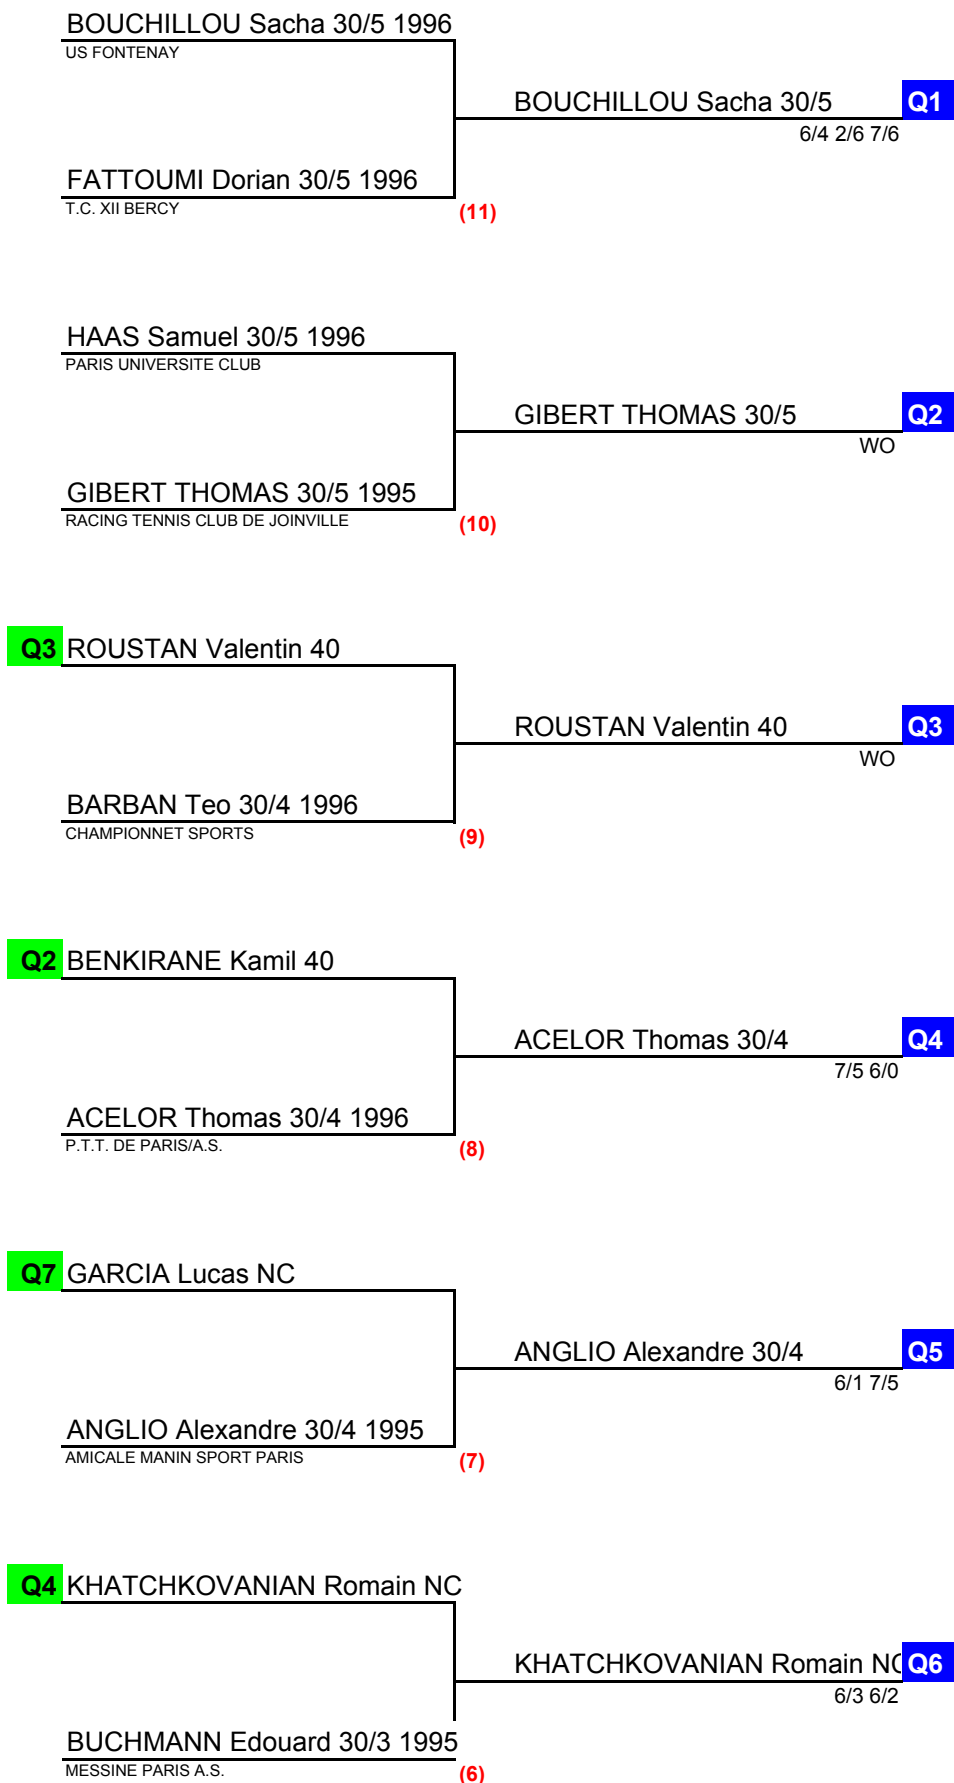 BOUCHILLOU Sacha 30/5 1996
US FONTENAY
BOUCHILLOU Sacha 30/5 Q1
6/4 2/6 7/6
FATTOUMI Dorian 30/5 1996
T.C. XII BERCY
(11)
HAAS Samuel 30/5 1996
PARIS UNIVERSITE CLUB
GIBERT THOMAS 30/5 Q2
WO
GIBERT THOMAS 30/5 1995
RACING TENNIS CLUB DE JOINVILLE
(10)
Q3 ROUSTAN Valentin 40
ROUSTAN Valentin 40 Q3
WO
BARBAN Teo 30/4 1996
CHAMPIONNET SPORTS
(9)
Q2 BENKIRANE Kamil 40
ACELOR Thomas 30/4 Q4
7/5 6/0
ACELOR Thomas 30/4 1996
P.T.T. DE PARIS/A.S.
(8)
Q7 GARCIA Lucas NC
ANGLIO Alexandre 30/4 Q5
6/1 7/5
ANGLIO Alexandre 30/4 1995
AMICALE MANIN SPORT PARIS
(7)
Q4 KHATCHKOVANIAN Romain NC
KHATCHKOVANIAN Romain NC Q6
6/3 6/2
BUCHMANN Edouard 30/3 1995
MESSINE PARIS A.S.
(6)